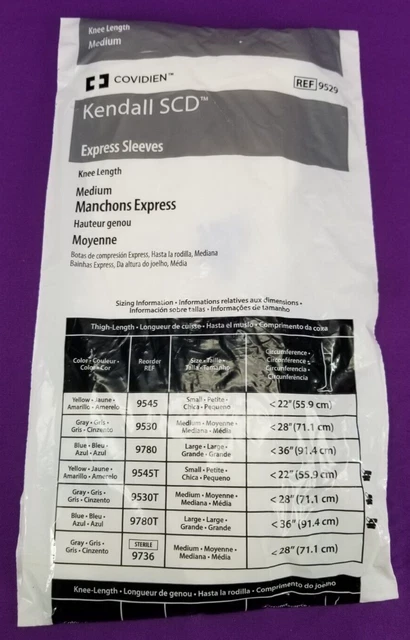 Knee Length
Medium
COVIDIEN™
REF 9529
Kendall SCD™
Express Sleeves
Knee Length
Medium
Manchons Express
Hauteur genou
Moyenne
Botas de compresión Express, Hasta la rodilla, Mediana
Bainhas Express, Da altura do joelho, Média
Sizing Information • Informations relatives aux dimensions •
Información sobre tallas • Informações de tamanho
Thigh-Length • Longueur de cuisse • Hasta el muslo • Comprimento da coxa
Color • Couleur • Color • Cor
Reorder REF
Size • Taille • Talla • Tamanho
Circumference • Circonférence • Circunferencia • Circunferência
Yellow • Jaune • Amarillo • Amarelo 9545 Small • Petite • Chica • Pequeno < 22" (55.9 cm)
Gray • Gris • Gris • Cinzento 9530 Medium • Moyenne • Mediana • Média < 28" (71.1 cm)
Blue • Bleu • Azul • Azul 9780 Large • Large • Grande • Grande < 36" (91.4 cm)
Yellow • Jaune • Amarillo • Amarelo 9545T Small • Petite • Chica • Pequeno < 22" (55.9 cm)
Gray • Gris • Gris • Cinzento 9530T Medium • Moyenne • Mediana • Média < 28" (71.1 cm)
Blue • Bleu • Azul • Azul 9780T Large • Large • Grande • Grande < 36" (91.4 cm)
Gray • Gris • Gris • Cinzento STERILE 9736 Medium • Moyenne • Mediana • Média < 28" (71.1 cm)
Knee-Length • Longueur de genou • Hasta la rodilla • Comprimento do joelho